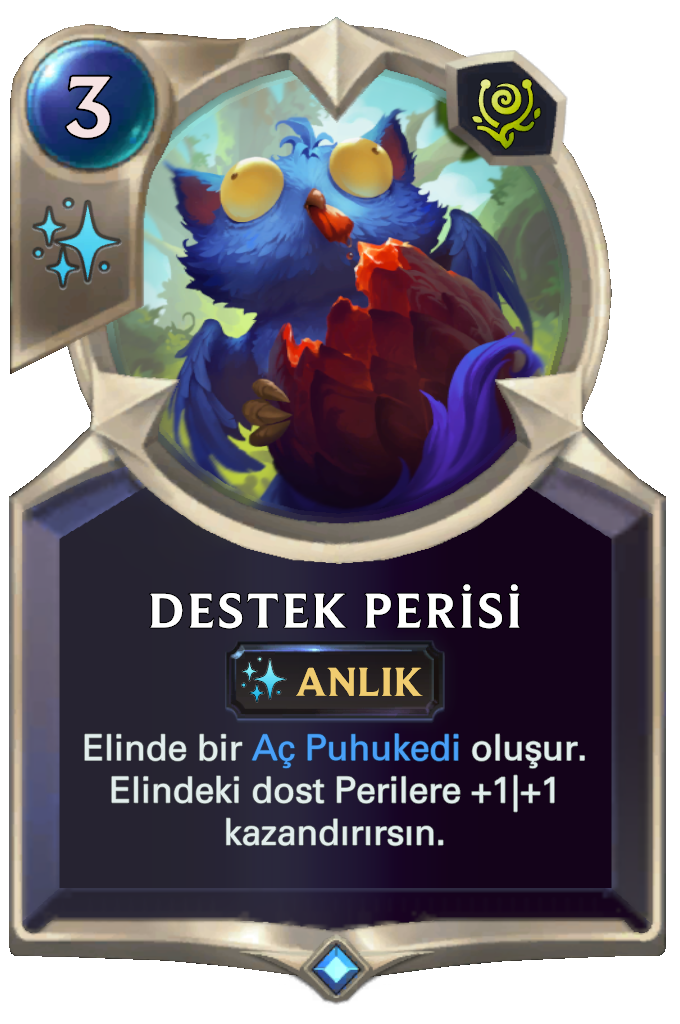 3
DESTEK PERİSİ
ANLIK
Elinde bir Aç Puhukedi oluşur.
Elindeki dost Perilere +1|+1
kazandırırsın.